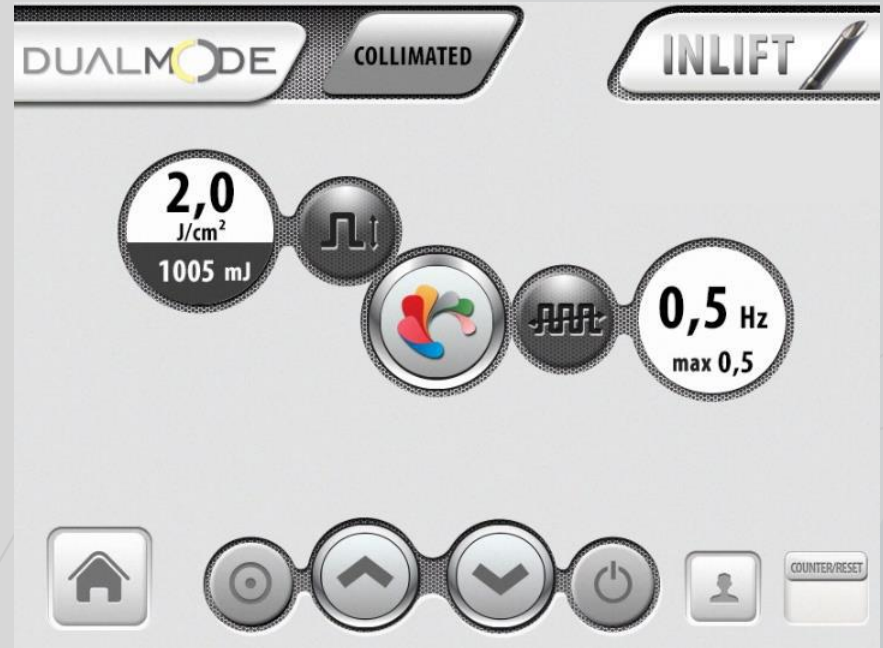 DUALMODE
COLLIMATED
INLIFT
2,0
J/cm²
1005 mJ
0,5 Hz
max 0,5
COUNTER/RESET